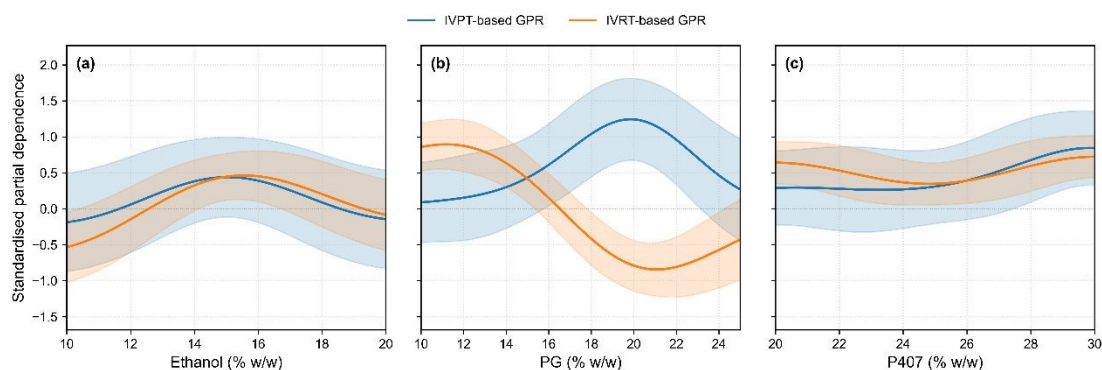 IVPT-based GPR IVRT-based GPR
(a) (b) (c)
Standardised partial dependence
2.0
1.5
1.0
0.5
0.0
−0.5
−1.0
−1.5
10 12 14 16 18 20 10 12 14 16 18 20 22 24 20 22 24 26 28 30
Ethanol (% w/w) PG (% w/w) P407 (% w/w)